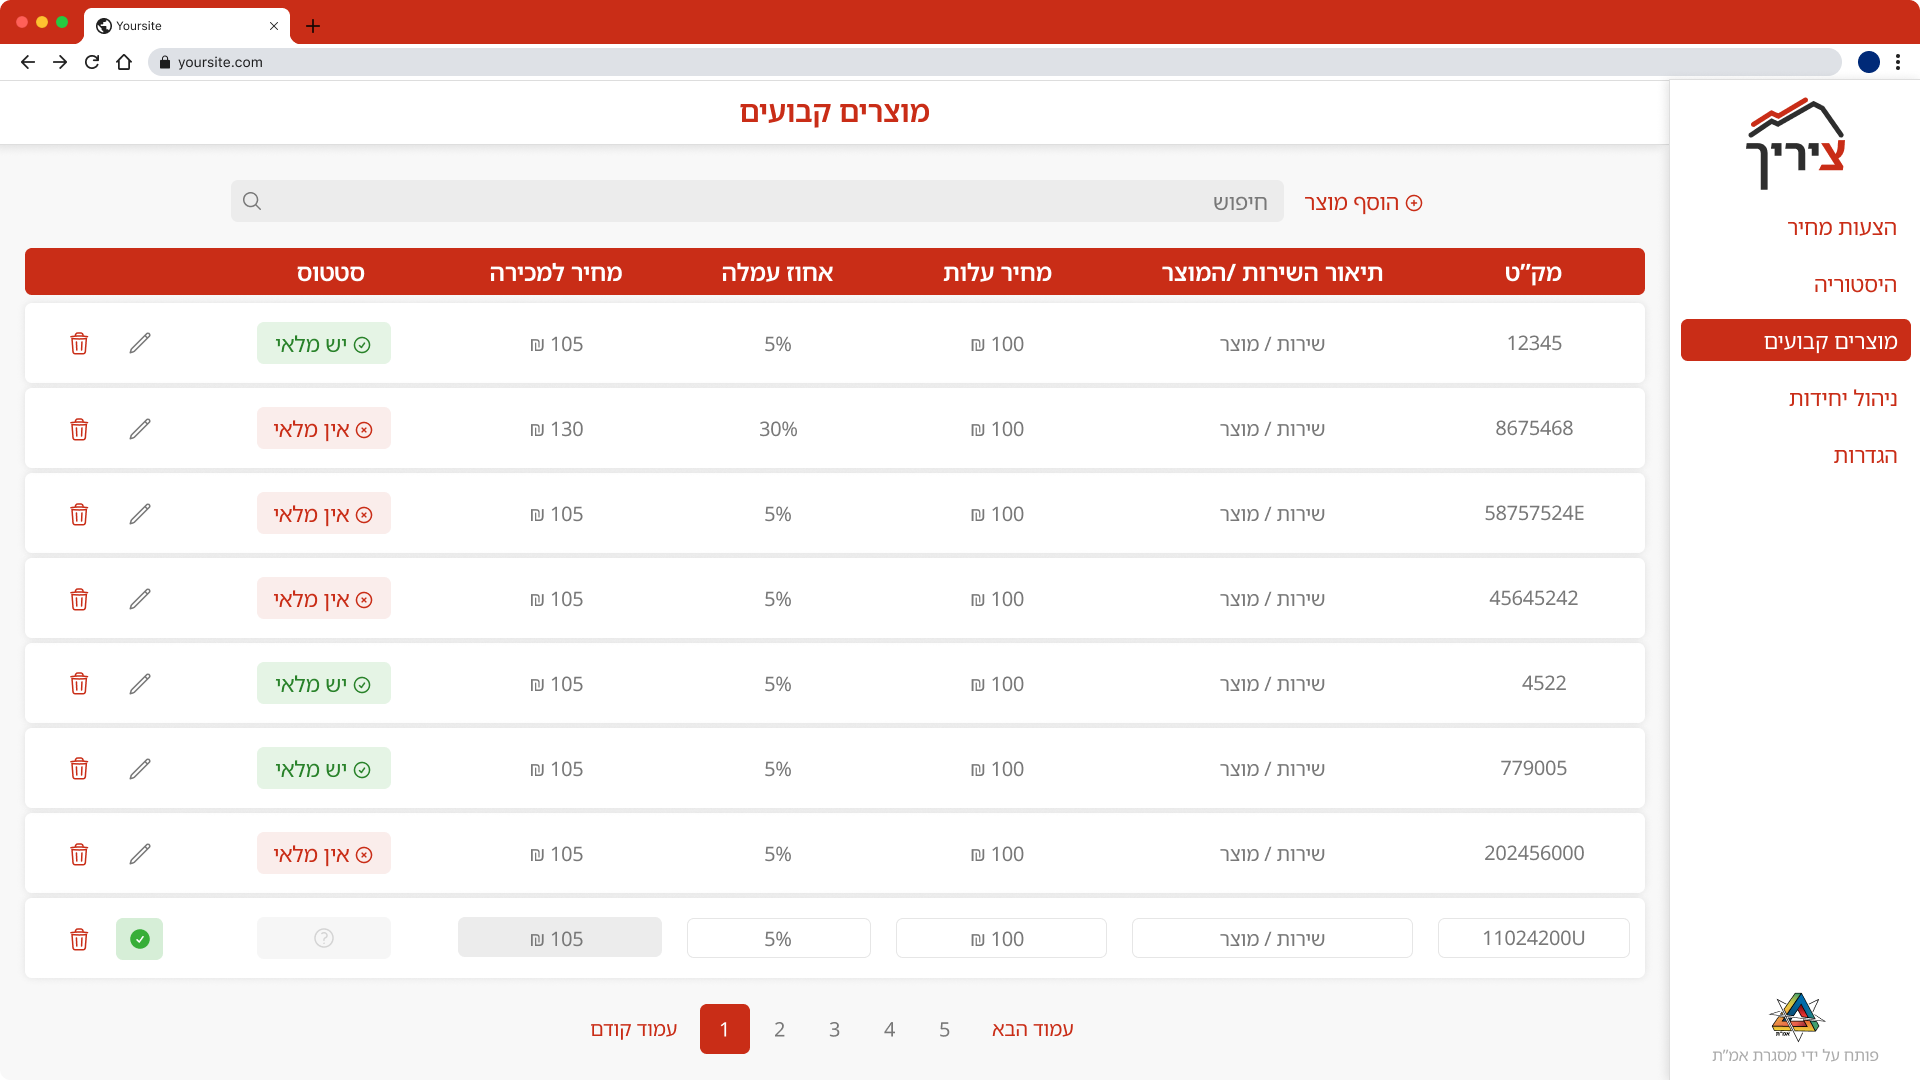 Yoursite
yoursite.com
מוצרים קבועים
ציריך
הצעות מחיר
היסטוריה
מוצרים קבועים
ניהול יחידות
הגדרות
הוסף מוצר
חיפוש
מק״ט תיאור השירות /המוצר מחיר עלות אחוז עמלה מחיר למכירה סטטוס
12345 שירות / מוצר 100 ₪ 5% 105 ₪ יש מלאי
8675468 שירות / מוצר 100 ₪ 30% 130 ₪ אין מלאי
58757524E שירות / מוצר 100 ₪ 5% 105 ₪ אין מלאי
45645242 שירות / מוצר 100 ₪ 5% 105 ₪ אין מלאי
4522 שירות / מוצר 100 ₪ 5% 105 ₪ יש מלאי
779005 שירות / מוצר 100 ₪ 5% 105 ₪ יש מלאי
202456000 שירות / מוצר 100 ₪ 5% 105 ₪ אין מלאי
11024200U שירות / מוצר 100 ₪ 5% 105 ₪
עמוד קודם 1 2 3 4 5 עמוד הבא
אמ״ת
פותח על ידי מסגרת אמ״ת